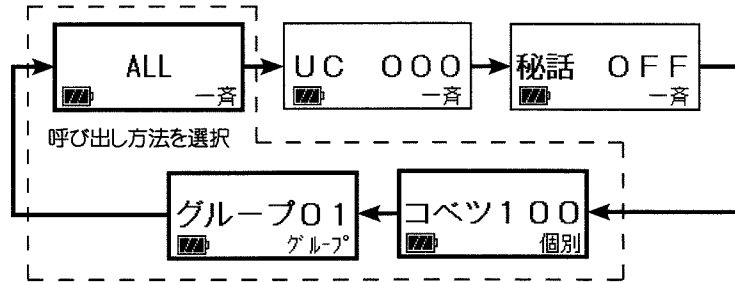 ALL
一斉
UC 000
一斉
秘話 OFF
一斉
呼び出し方法を選択
グループ01
グループ
コベツ100
個別